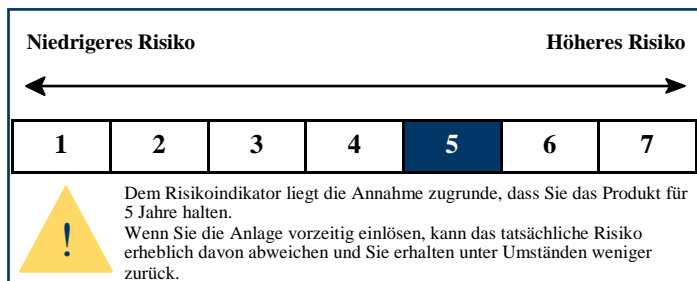 Niedrigeres Risiko Höheres Risiko
1 2 3 4 5 6 7
Dem Risikoindikator liegt die Annahme zugrunde, dass Sie das Produkt für
5 Jahre halten.
!
Wenn Sie die Anlage vorzeitig einlösen, kann das tatsächliche Risiko
erheblich davon abweichen und Sie erhalten unter Umständen weniger
zurück.